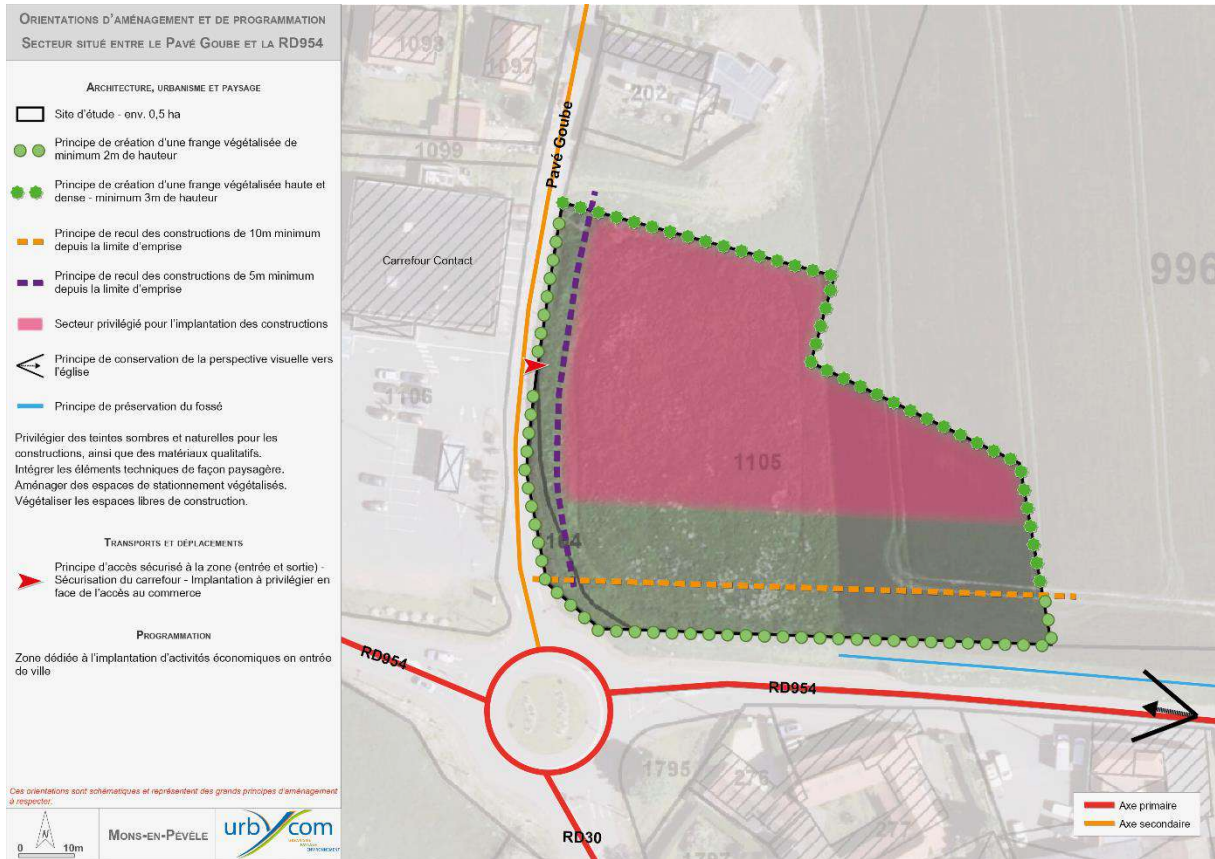 ORIENTATIONS D'AMÉNAGEMENT ET DE PROGRAMMATION
SECTEUR SITUÉ ENTRE LE PAVÉ GOUBE ET LA RD954
ARCHITECTURE, URBANISME ET PAYSAGE
Site d'étude - env. 0,5 ha
Principe de création d'une frange végétalisée de
minimum 2m de hauteur
Principe de création d'une frange végétalisée haute et
dense - minimum 3m de hauteur
Principe de recul des constructions de 10m minimum
depuis la limite d'emprise
Principe de recul des constructions de 5m minimum
depuis la limite d'emprise
Secteur privilégié pour l'implantation des constructions
Principe de conservation de la perspective visuelle vers
l'église
Principe de préservation du fossé
Privilégier des teintes sombres et naturelles pour les
constructions, ainsi que des matériaux qualitatifs.
Intégrer les éléments techniques de façon paysagère.
Aménager des espaces de stationnement végétalisés.
Végétaliser les espaces libres de construction.
TRANSPORTS ET DÉPLACEMENTS
Principe d'accès sécurisé à la zone (entrée et sortie) -
Sécurisation du carrefour - Implantation à privilégier en
face de l'accès au commerce
PROGRAMMATION
Zone dédiée à l'implantation d'activités économiques en entrée
de ville
Ces orientations sont schématiques et représentent des grands principes d'aménagement
à respecter.
N
0 10m
MONS-EN-PÉVÈLE
urbycom
ENVIRONNEMENT
1098
1097
202
1099
Pavé Goube
Carrefour Contact
996
1106
1105
164
RD954
RD954
1795
276
RD30
27
1797
Axe primaire
Axe secondaire